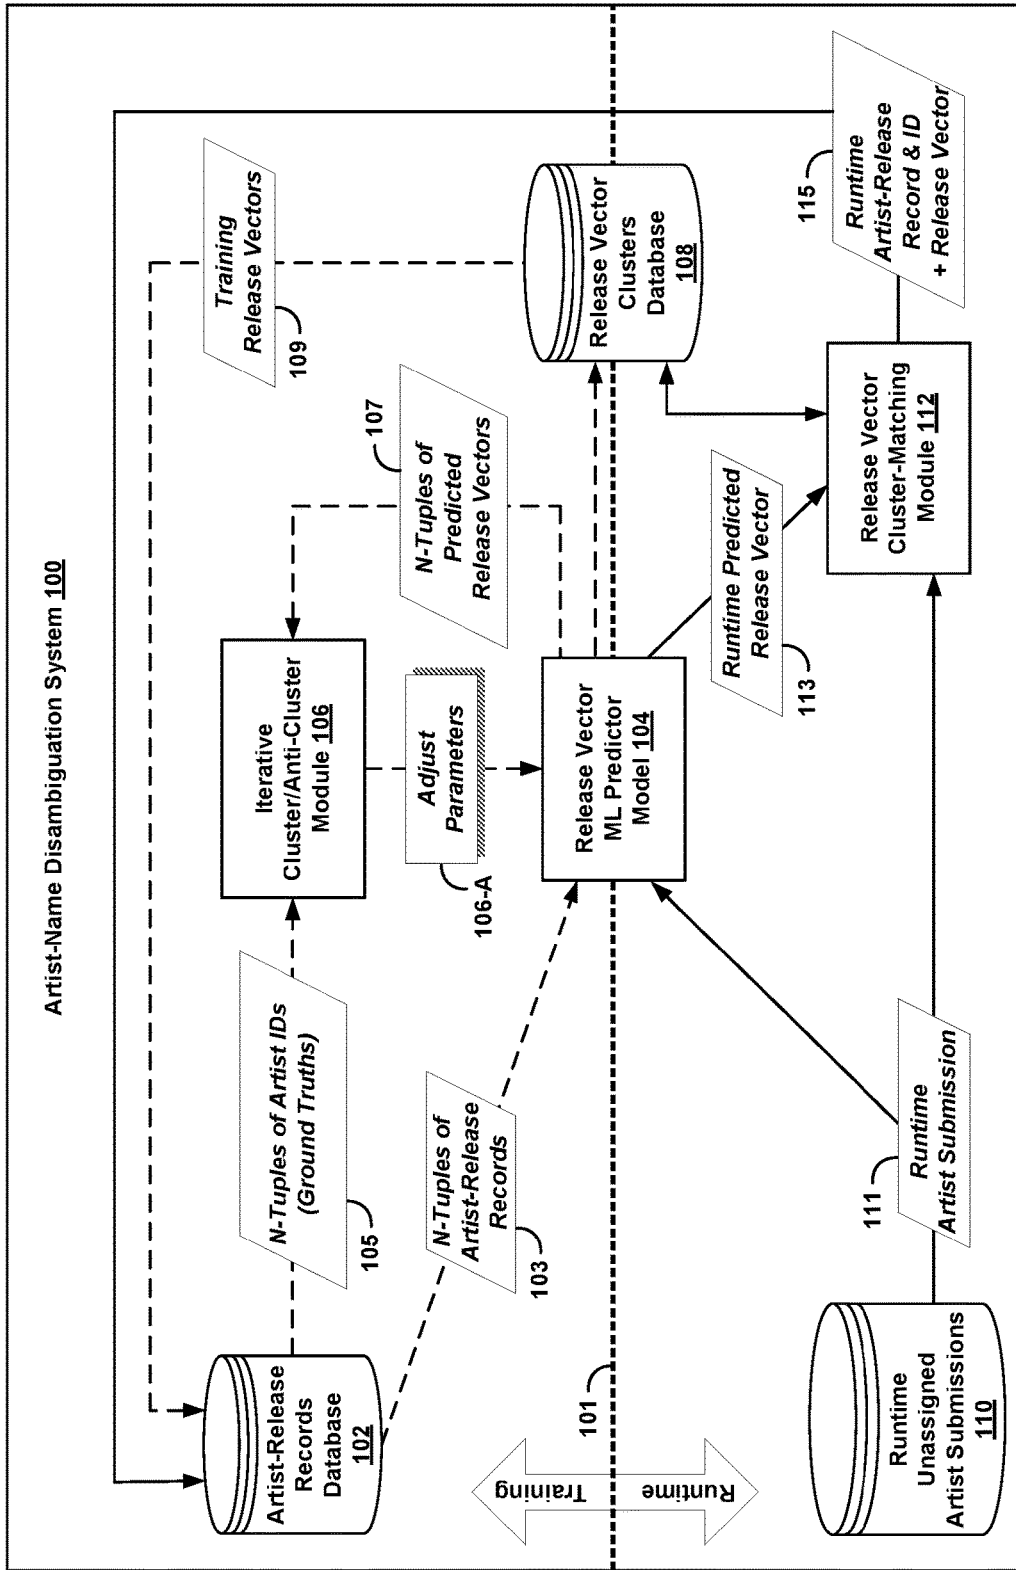 Artist-Name Disambiguation System 100
Artist-Release
Records
Database
102
N-Tuples of Artist IDs
(Ground Truths)
105
N-Tuples of
Artist-Release
Records
103
Iterative
Cluster/Anti-Cluster
Module 106
Adjust
Parameters
106-A
N-Tuples of
Predicted
Release Vectors
107
Training
Release Vectors
109
Release Vector
ML Predictor
Model 104
Release Vector
Clusters
Database
108
101
Training
Runtime
Runtime
Unassigned
Artist Submissions
110
Runtime
Artist Submission
111
Runtime Predicted
Release Vector
113
Release Vector
Cluster-Matching
Module 112
Runtime
Artist-Release
Record & ID
+ Release Vector
115